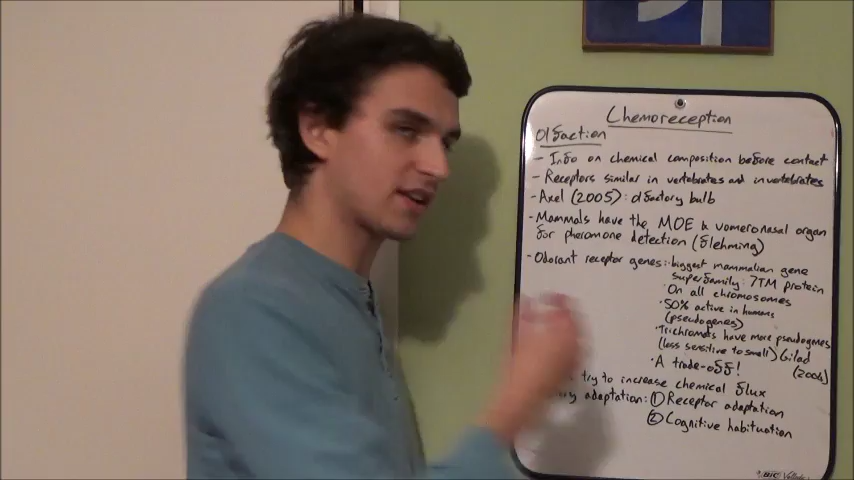 Chemoreception
Olfaction
- Info on chemical composition before contact
- Receptors similar in vertebrates and invertebrates
- Axel (2005): olfactory bulb
- Mammals have the MOE & vomeronasal organ
for pheromone detection (flehming)
- Odorant receptor genes: · biggest mammalian gene
superfamily: 7TM protein
· On all chromosomes
· 50% active in humans
(pseudogenes)
· Trichromats have more pseudogenes
(less sensitive to smell) Gilad
(2004)
· A trade-off!
try to increase chemical flux
adaptation: ① Receptor adaptation
② Cognitive habituation
BIC Velleda